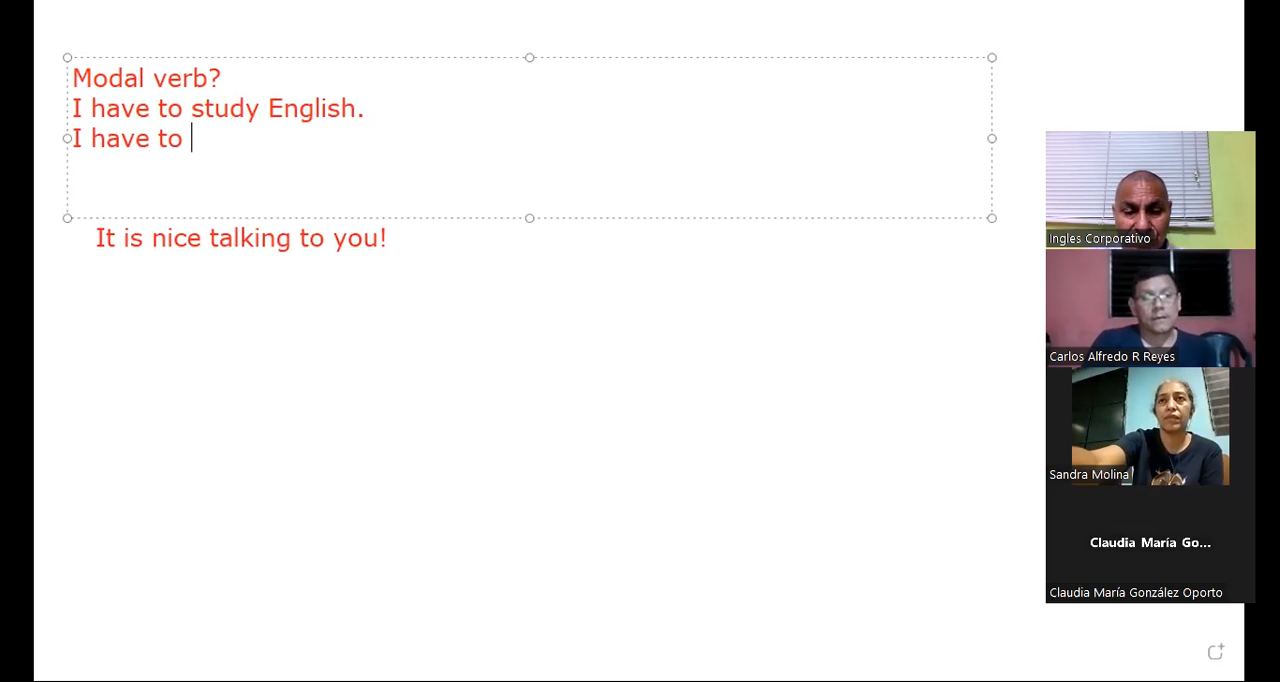 Modal verb?
I have to study English.
I have to
It is nice talking to you!
Ingles Corporativo
Carlos Alfredo R Reyes
Sandra Molina
Claudia María Go...
Claudia María González Oporto